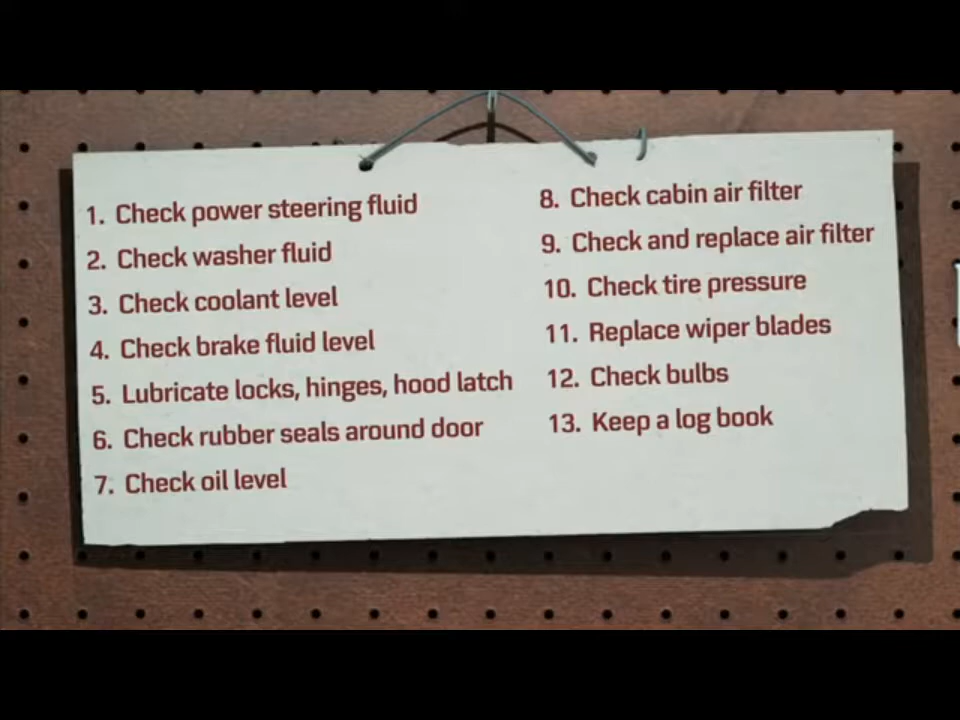 1. Check power steering fluid
2. Check washer fluid
3. Check coolant level
4. Check brake fluid level
5. Lubricate locks, hinges, hood latch
6. Check rubber seals around door
7. Check oil level
8. Check cabin air filter
9. Check and replace air filter
10. Check tire pressure
11. Replace wiper blades
12. Check bulbs
13. Keep a log book